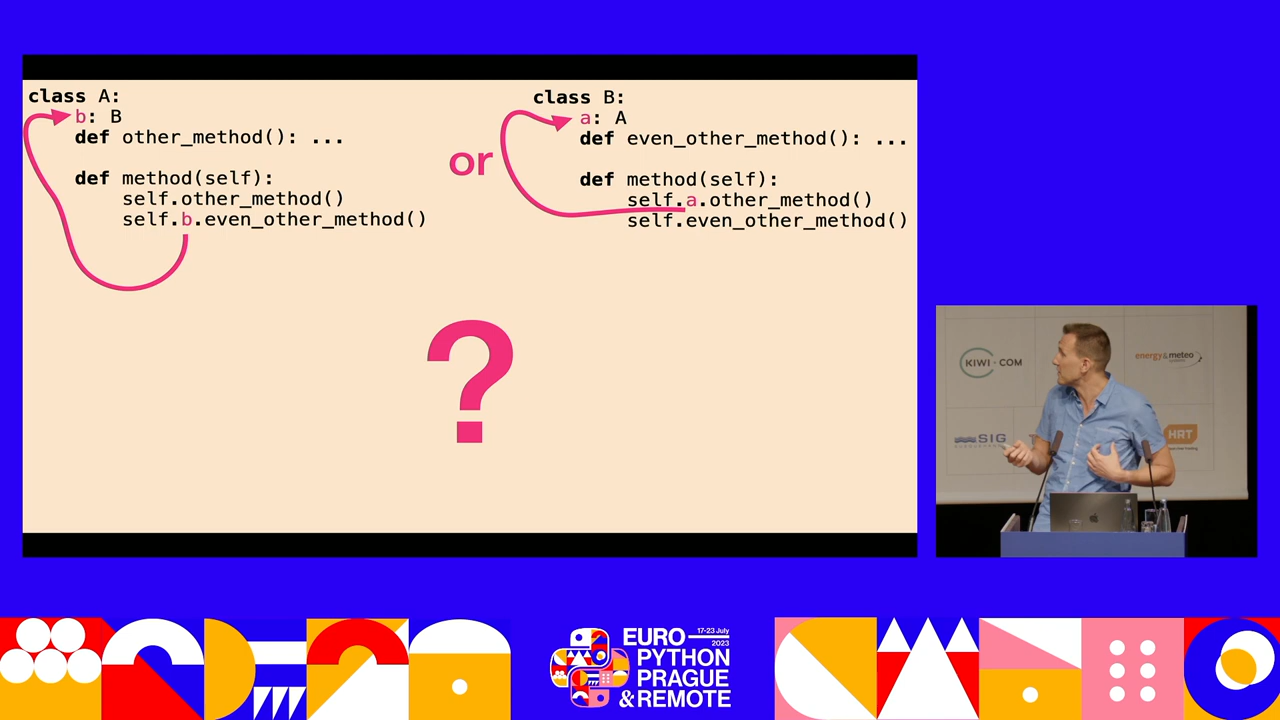 class A:
b: B
def other_method(): ...
def method(self):
self.other_method()
self.b.even_other_method()
or
class B:
a: A
def even_other_method(): ...
def method(self):
self.a.other_method()
self.even_other_method()
?
KIWI.COM
energy & meteo
systems
SIG
HRT
EURO
17-23 July
2023
PYTHON
PRAGUE
& REMOTE